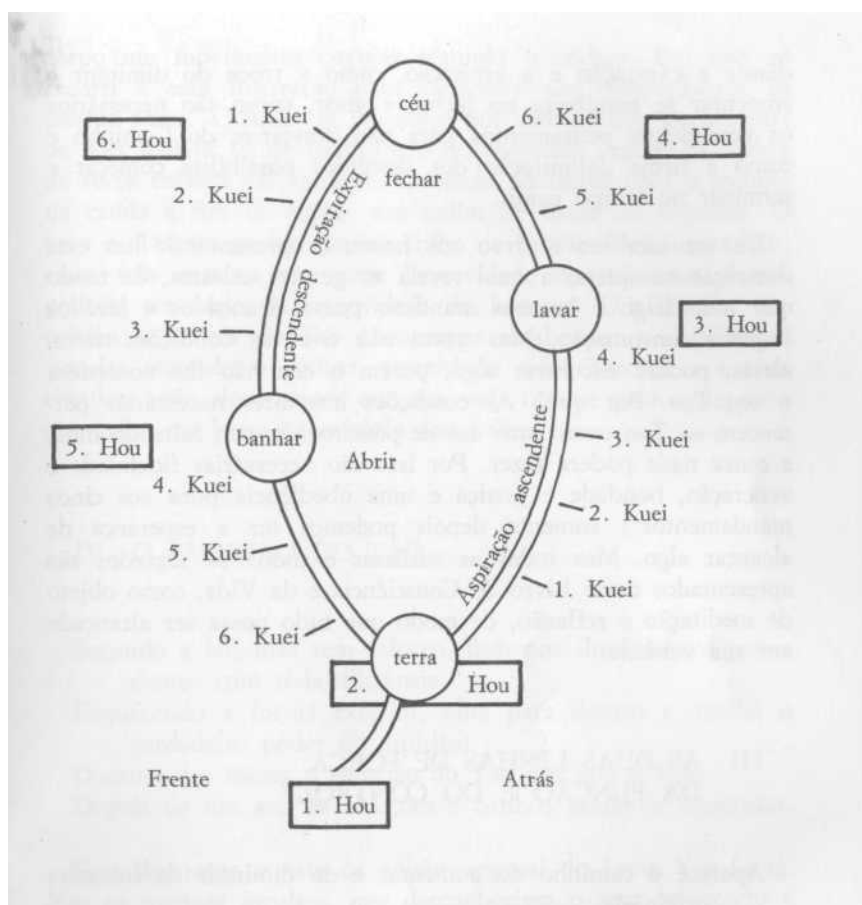 céu
1. Kuei
6. Kuei
6. Hou
4. Hou
fechar
2. Kuei
5. Kuei
Expiração descendente
lavar
3. Hou
3. Kuei
4. Kuei
banhar
Abrir
5. Hou
3. Kuei
4. Kuei
Aspiração ascendente
2. Kuei
5. Kuei
1. Kuei
6. Kuei
terra
2. Hou
Frente
Atrás
1. Hou